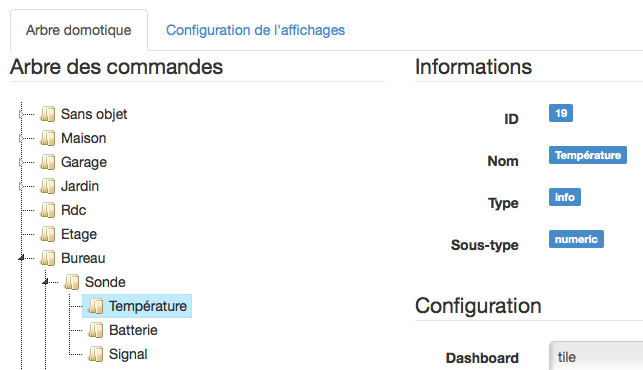 Arbre domotique
Configuration de l'affichages
Arbre des commandes
Sans objet
Maison
Garage
Jardin
Rdc
Etage
Bureau
Sonde
Température
Batterie
Signal
Informations
ID 19
Nom Température
Type info
Sous-type numeric
Configuration
Dashboard tile